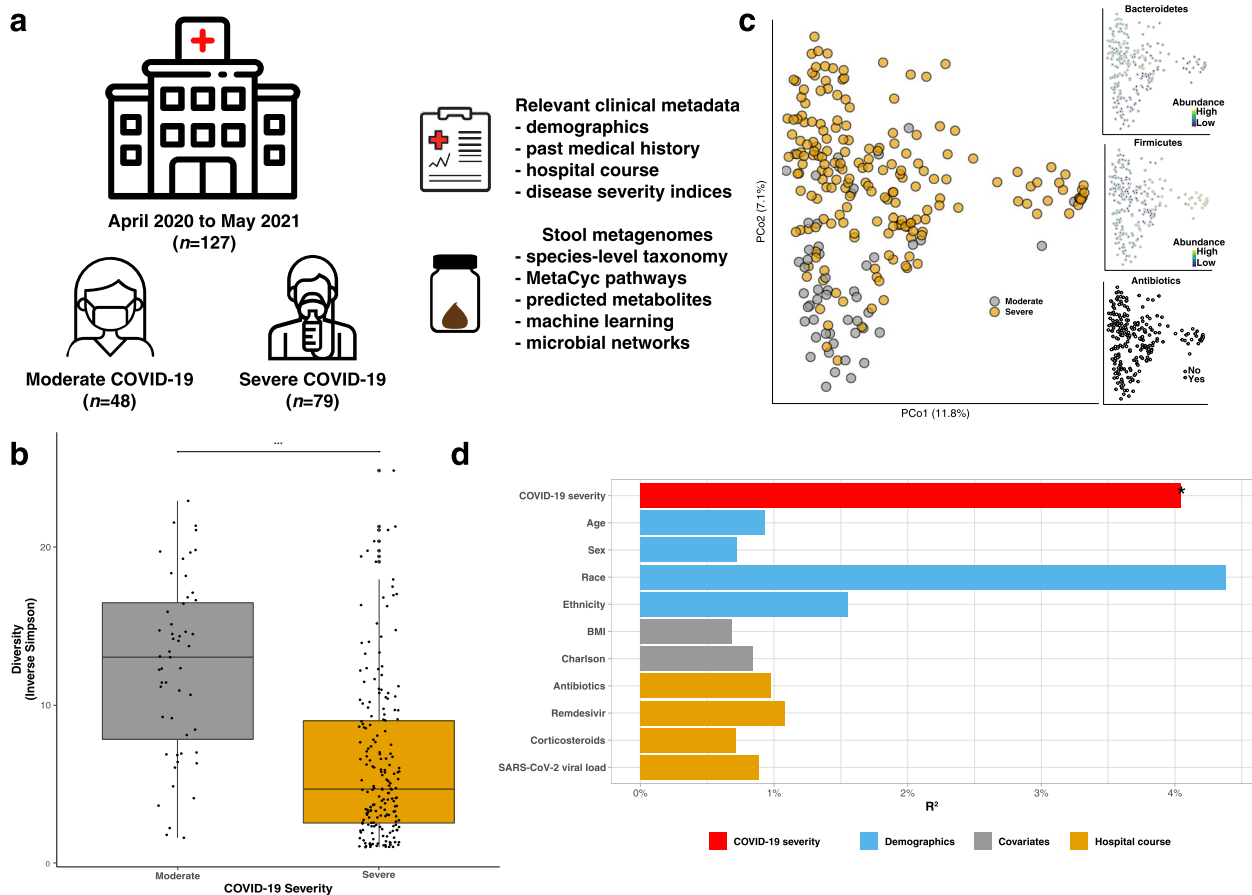 a
April 2020 to May 2021
(n=127)
Moderate COVID-19
(n=48)
Severe COVID-19
(n=79)
Relevant clinical metadata
- demographics
- past medical history
- hospital course
- disease severity indices
Stool metagenomes
- species-level taxonomy
- MetaCyc pathways
- predicted metabolites
- machine learning
- microbial networks
c
PCo2 (7.1%)
PCo1 (11.8%)
Moderate
Severe
Bacteroidetes
Abundance
High
Low
Firmicutes
Abundance
High
Low
Antibiotics
No
Yes
b
***
Diversity
(Inverse Simpson)
20
10
0
Moderate
Severe
COVID-19 Severity
d
COVID-19 severity
*
Age
Sex
Race
Ethnicity
BMI
Charlson
Antibiotics
Remdesivir
Corticosteroids
SARS-CoV-2 viral load
0%
1%
2%
3%
4%
R²
COVID-19 severity
Demographics
Covariates
Hospital course